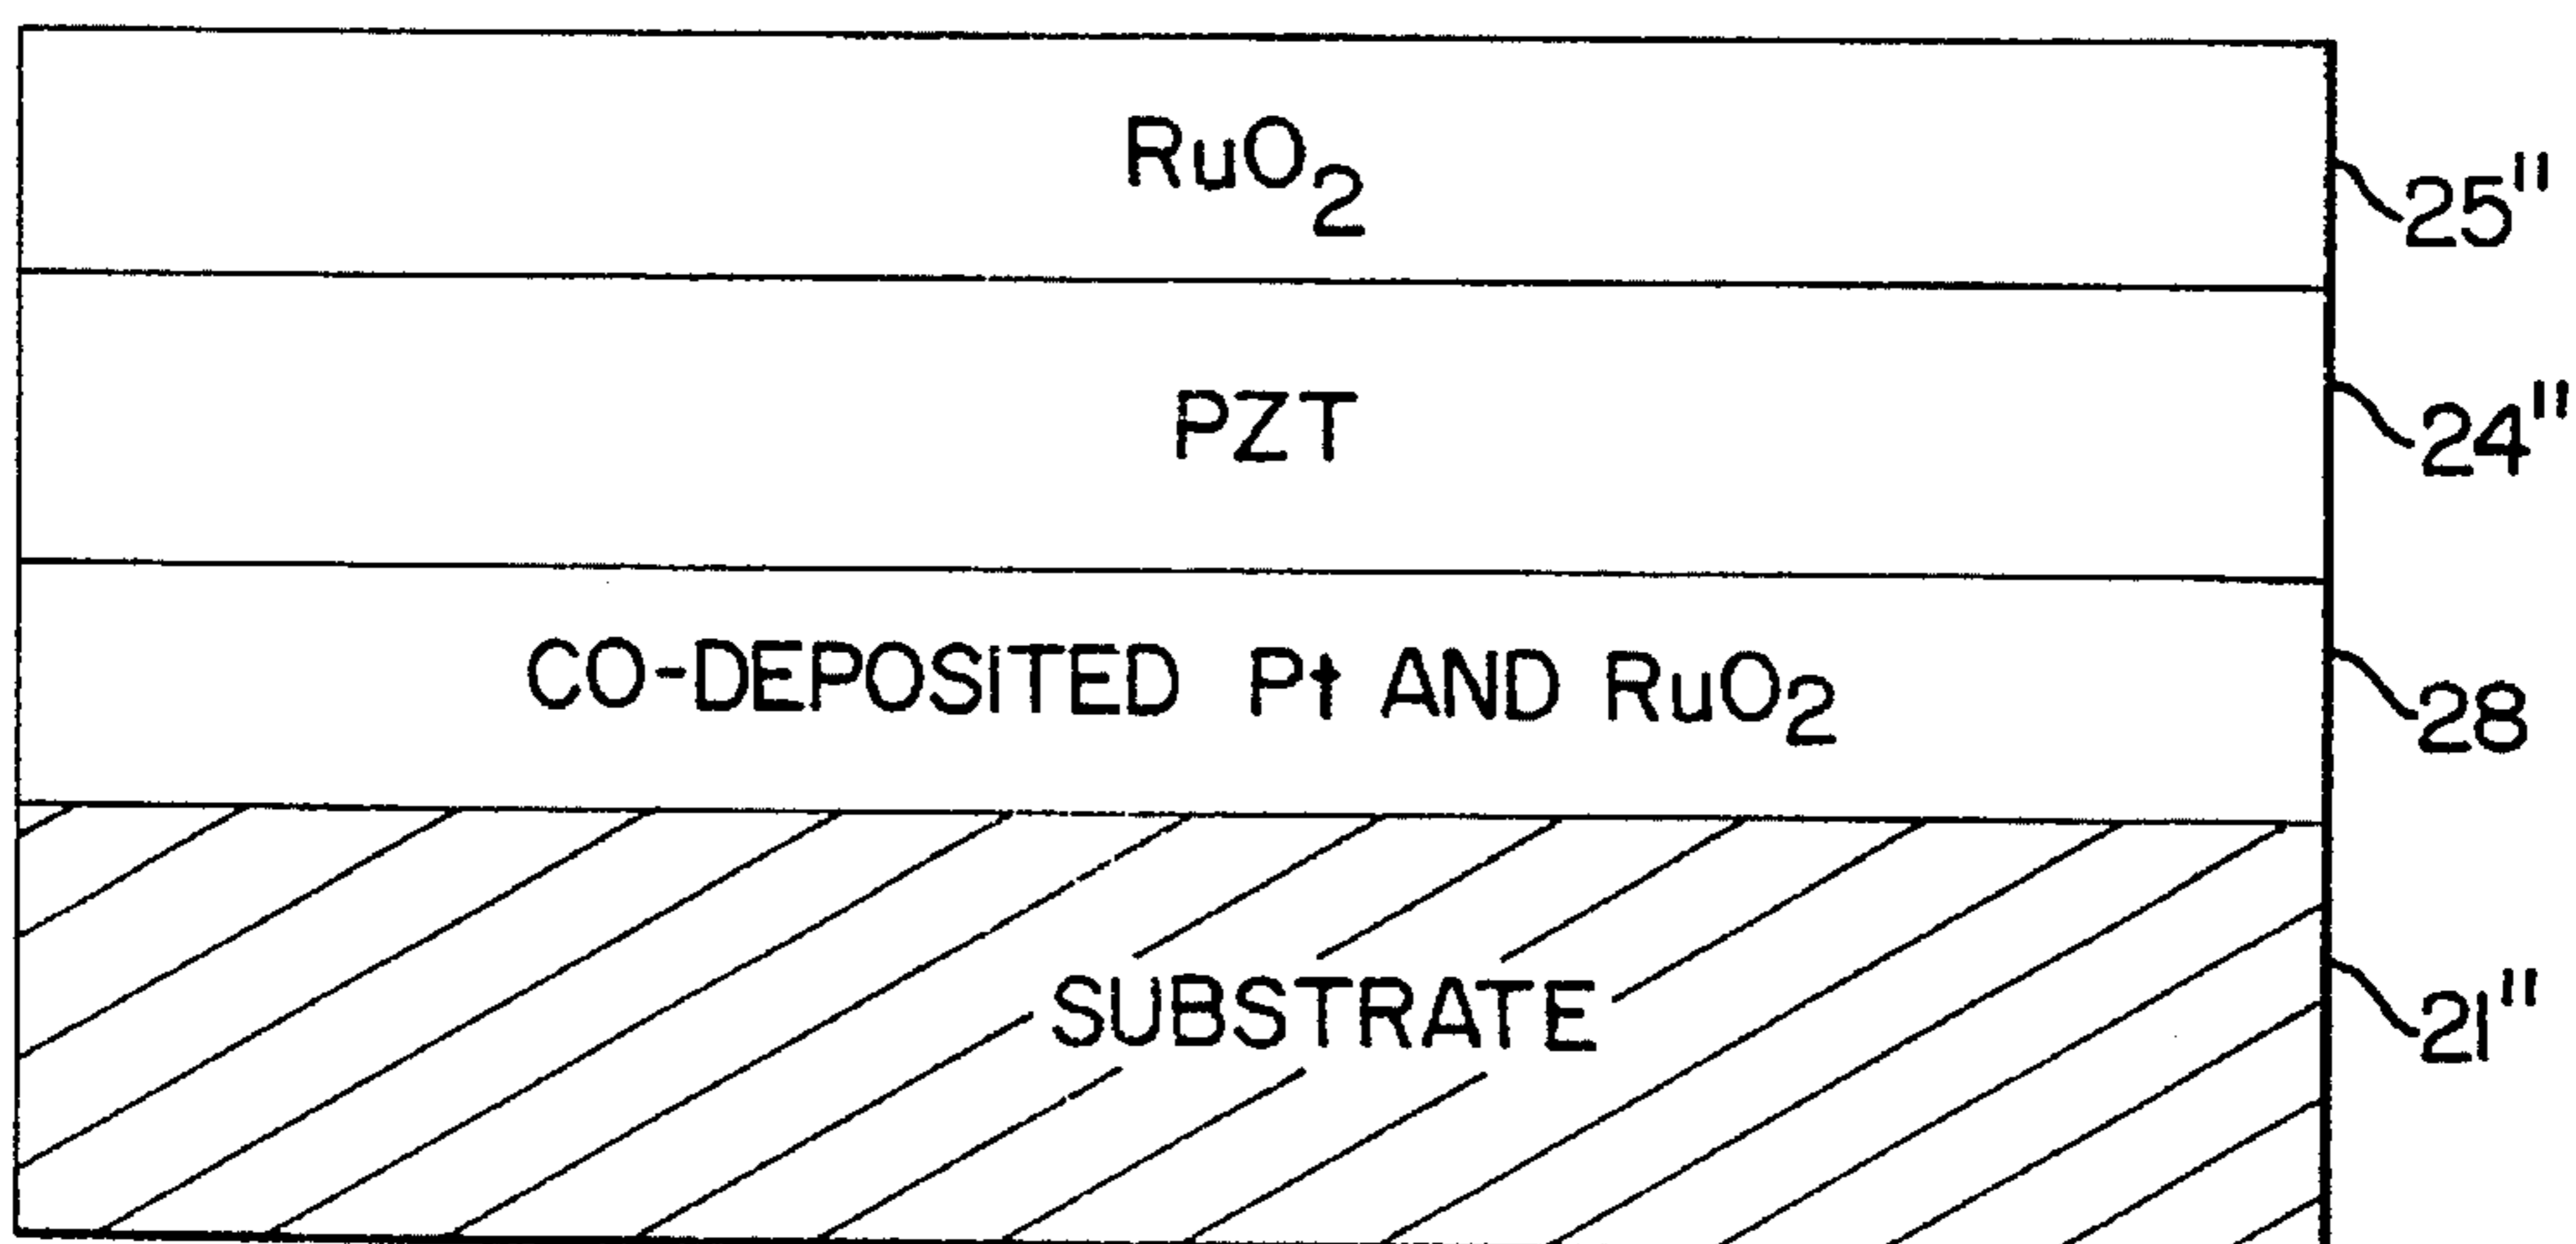 RuO2
25"
PZT
24"
CO-DEPOSITED Pt AND RuO2
28
SUBSTRATE
21"